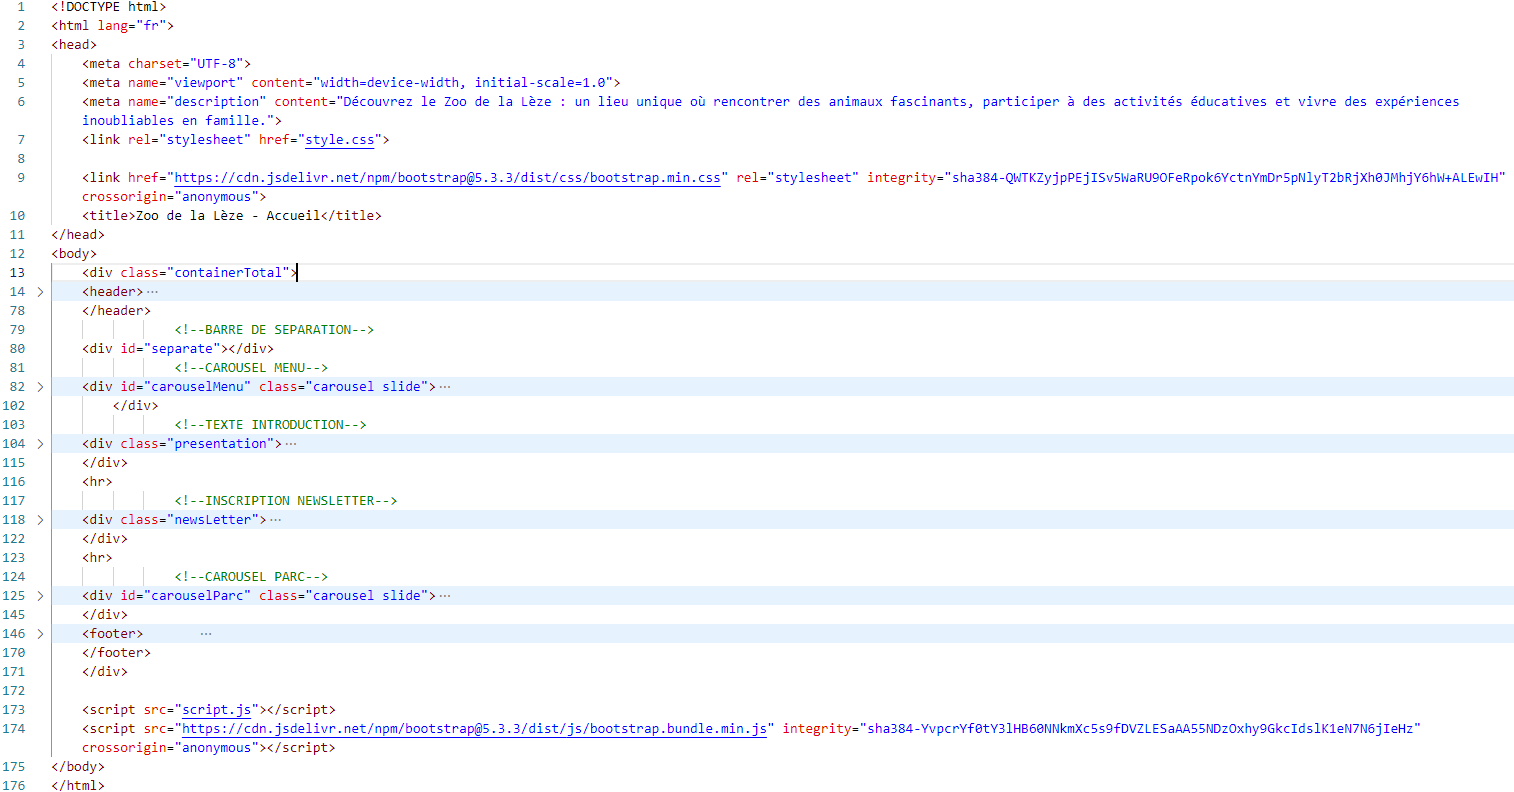 1 <!DOCTYPE html>
2 <html lang="fr">
3 <head>
4 <meta charset="UTF-8">
5 <meta name="viewport" content="width=device-width, initial-scale=1.0">
6 <meta name="description" content="Découvrez le Zoo de la Lèze : un lieu unique où rencontrer des animaux fascinants, participer à des activités éducatives et vivre des expériences
inoubliables en famille.">
7 <link rel="stylesheet" href="style.css">
8
9 <link href="https://cdn.jsdelivr.net/npm/bootstrap@5.3.3/dist/css/bootstrap.min.css" rel="stylesheet" integrity="sha384-QWTKZyjpPEjISv5WaRU9OFeRpok6YctnYmDr5pNlyT2bRjXh0JMhjY6hW+ALEwIH"
crossorigin="anonymous">
10 <title>Zoo de la Lèze - Accueil</title>
11 </head>
12 <body>
13 <div class="containerTotal">
14 <header>···
78 </header>
79 <!--BARRE DE SEPARATION-->
80 <div id="separate"></div>
81 <!--CAROUSEL MENU-->
82 <div id="carouselMenu" class="carousel slide">···
102 </div>
103 <!--TEXTE INTRODUCTION-->
104 <div class="presentation">···
115 </div>
116 <hr>
117 <!--INSCRIPTION NEWSLETTER-->
118 <div class="newsLetter">···
122 </div>
123 <hr>
124 <!--CAROUSEL PARC-->
125 <div id="carouselParc" class="carousel slide">···
145 </div>
146 <footer> ···
170 </footer>
171 </div>
172
173 <script src="script.js"></script>
174 <script src="https://cdn.jsdelivr.net/npm/bootstrap@5.3.3/dist/js/bootstrap.bundle.min.js" integrity="sha384-YvpcrYf0tY3lHB60NNkmXc5s9fDVZLESaAA55NDzOxhy9GkcIdslK1eN7N6jIeHz"
crossorigin="anonymous"></script>
175 </body>
176 </html>